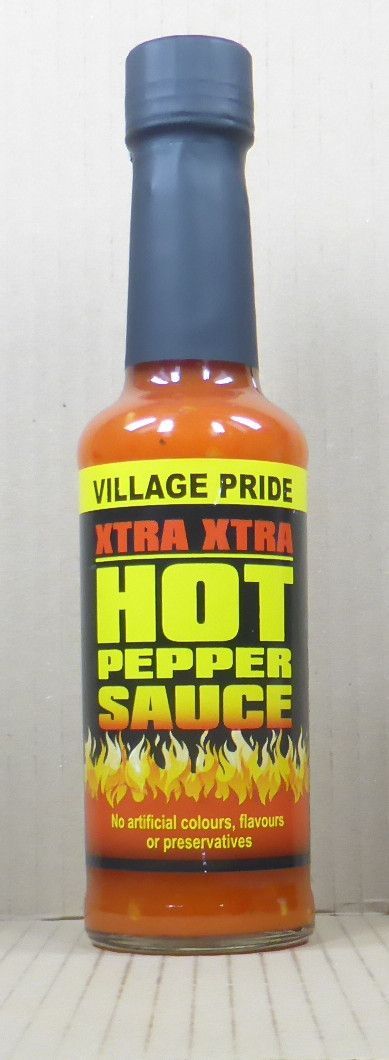 VILLAGE PRIDE
XTRA XTRA
HOT
PEPPER
SAUCE
No artificial colours, flavours
or preservatives